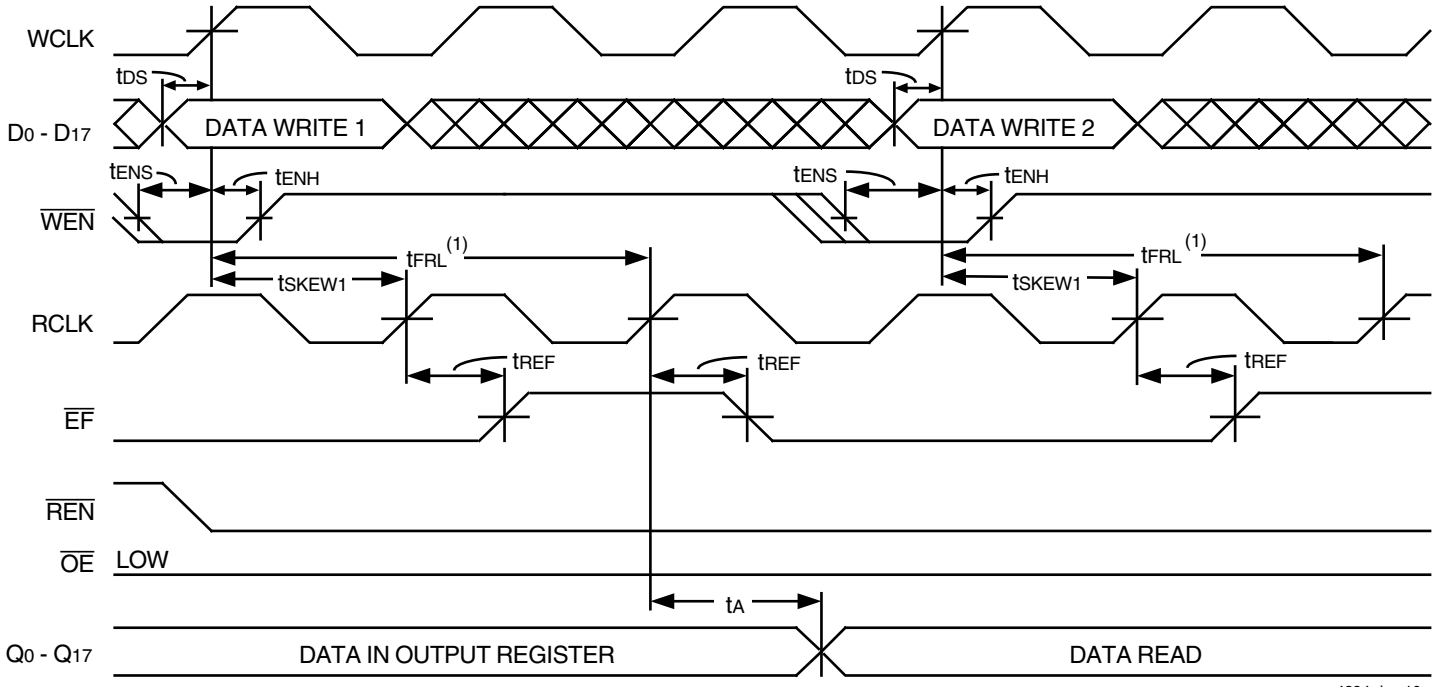 WCLK
tDS
tDS
D0 - D17
DATA WRITE 1
DATA WRITE 2
tENS
tENH
tENS
tENH
WEN
tFRL(1)
tFRL(1)
tSKEW1
tSKEW1
RCLK
tREF
tREF
tREF
EF
REN
OE
LOW
tA
Q0 - Q17
DATA IN OUTPUT REGISTER
DATA READ